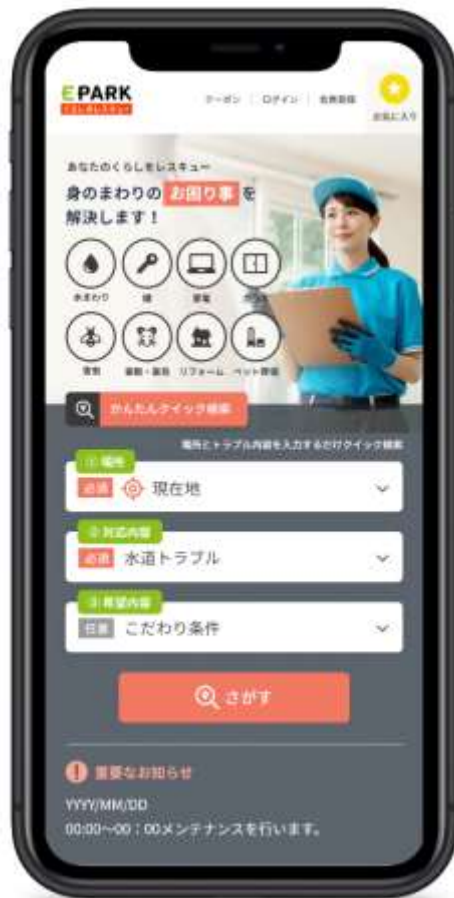 EPARK
くらしのレスキュー
クーポン ログイン 会員登録
お気に入り
あなたのくらしをレスキュー
身のまわりの お困り事 を
解決します！
水まわり 鍵 家電
害獣 リフォーム ペット葬儀
かんたんクイック検索
場所とトラブル内容を入力するだけクイック検索
①場所
必須 現在地
②対応内容
必須 水道トラブル
③希望内容
任意 こだわり条件
さがす
重要なお知らせ
YYYY/MM/DD
00:00～00：00メンテナンスを行います。